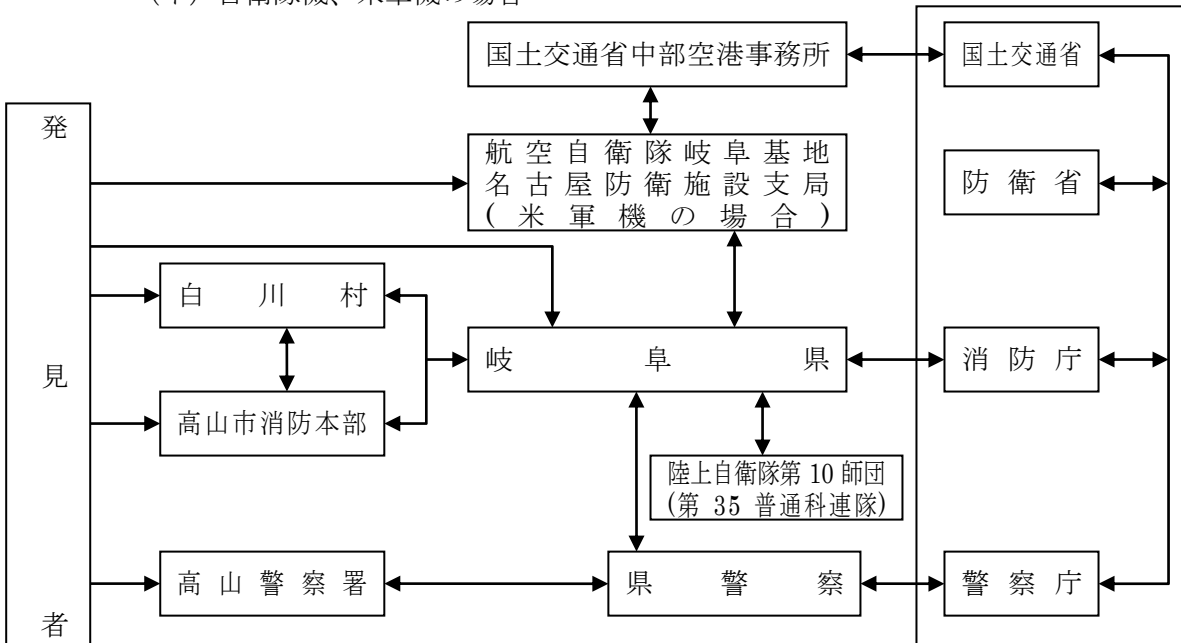 自衛隊機、米軍機の場合
国土交通省中部空港事務所
国土交通省
発見者
航空自衛隊岐阜基地
名古屋防衛施設支局
(米軍機の場合)
防衛省
白川村
岐阜県
消防庁
高山市消防本部
陸上自衛隊第 10 師団
(第 35 普通科連隊)
高山警察署
県警察
警察庁